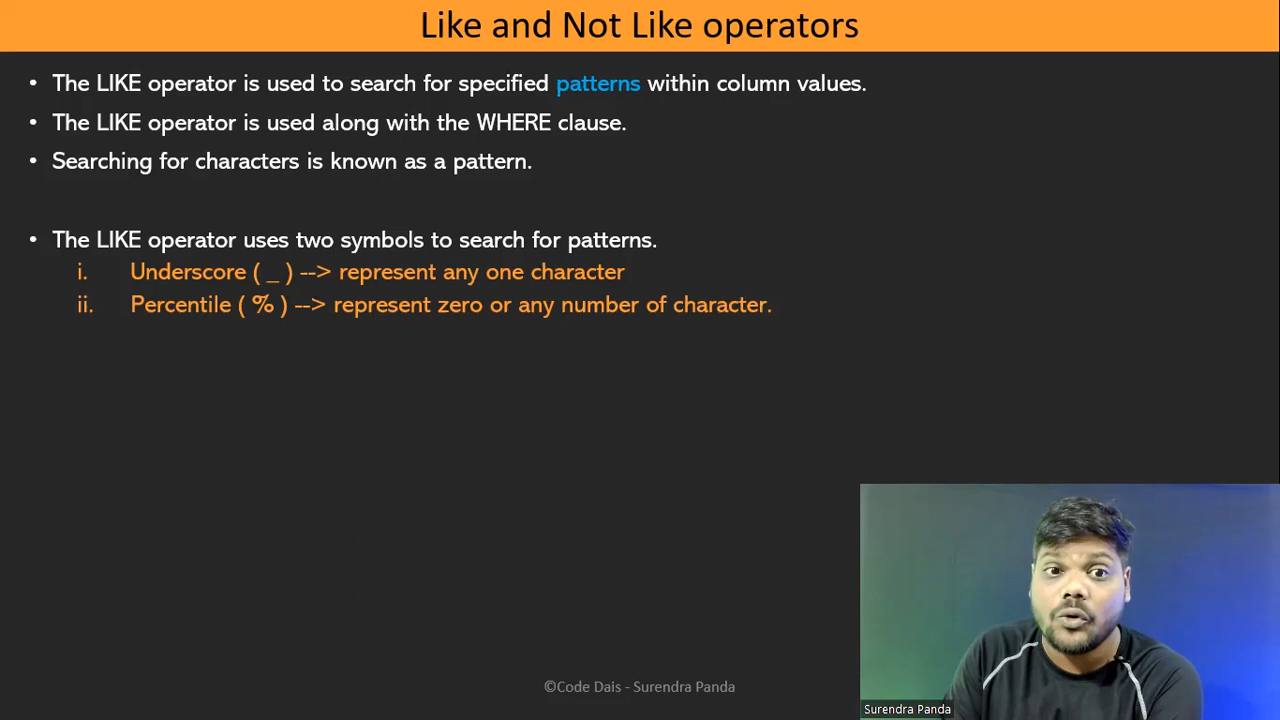 Like and Not Like operators
• The LIKE operator is used to search for specified patterns within column values.
• The LIKE operator is used along with the WHERE clause.
• Searching for characters is known as a pattern.
• The LIKE operator uses two symbols to search for patterns.
i. Underscore ( _ ) --> represent any one character
ii. Percentile ( % ) --> represent zero or any number of character.
©Code Dais - Surendra Panda
Surendra Panda